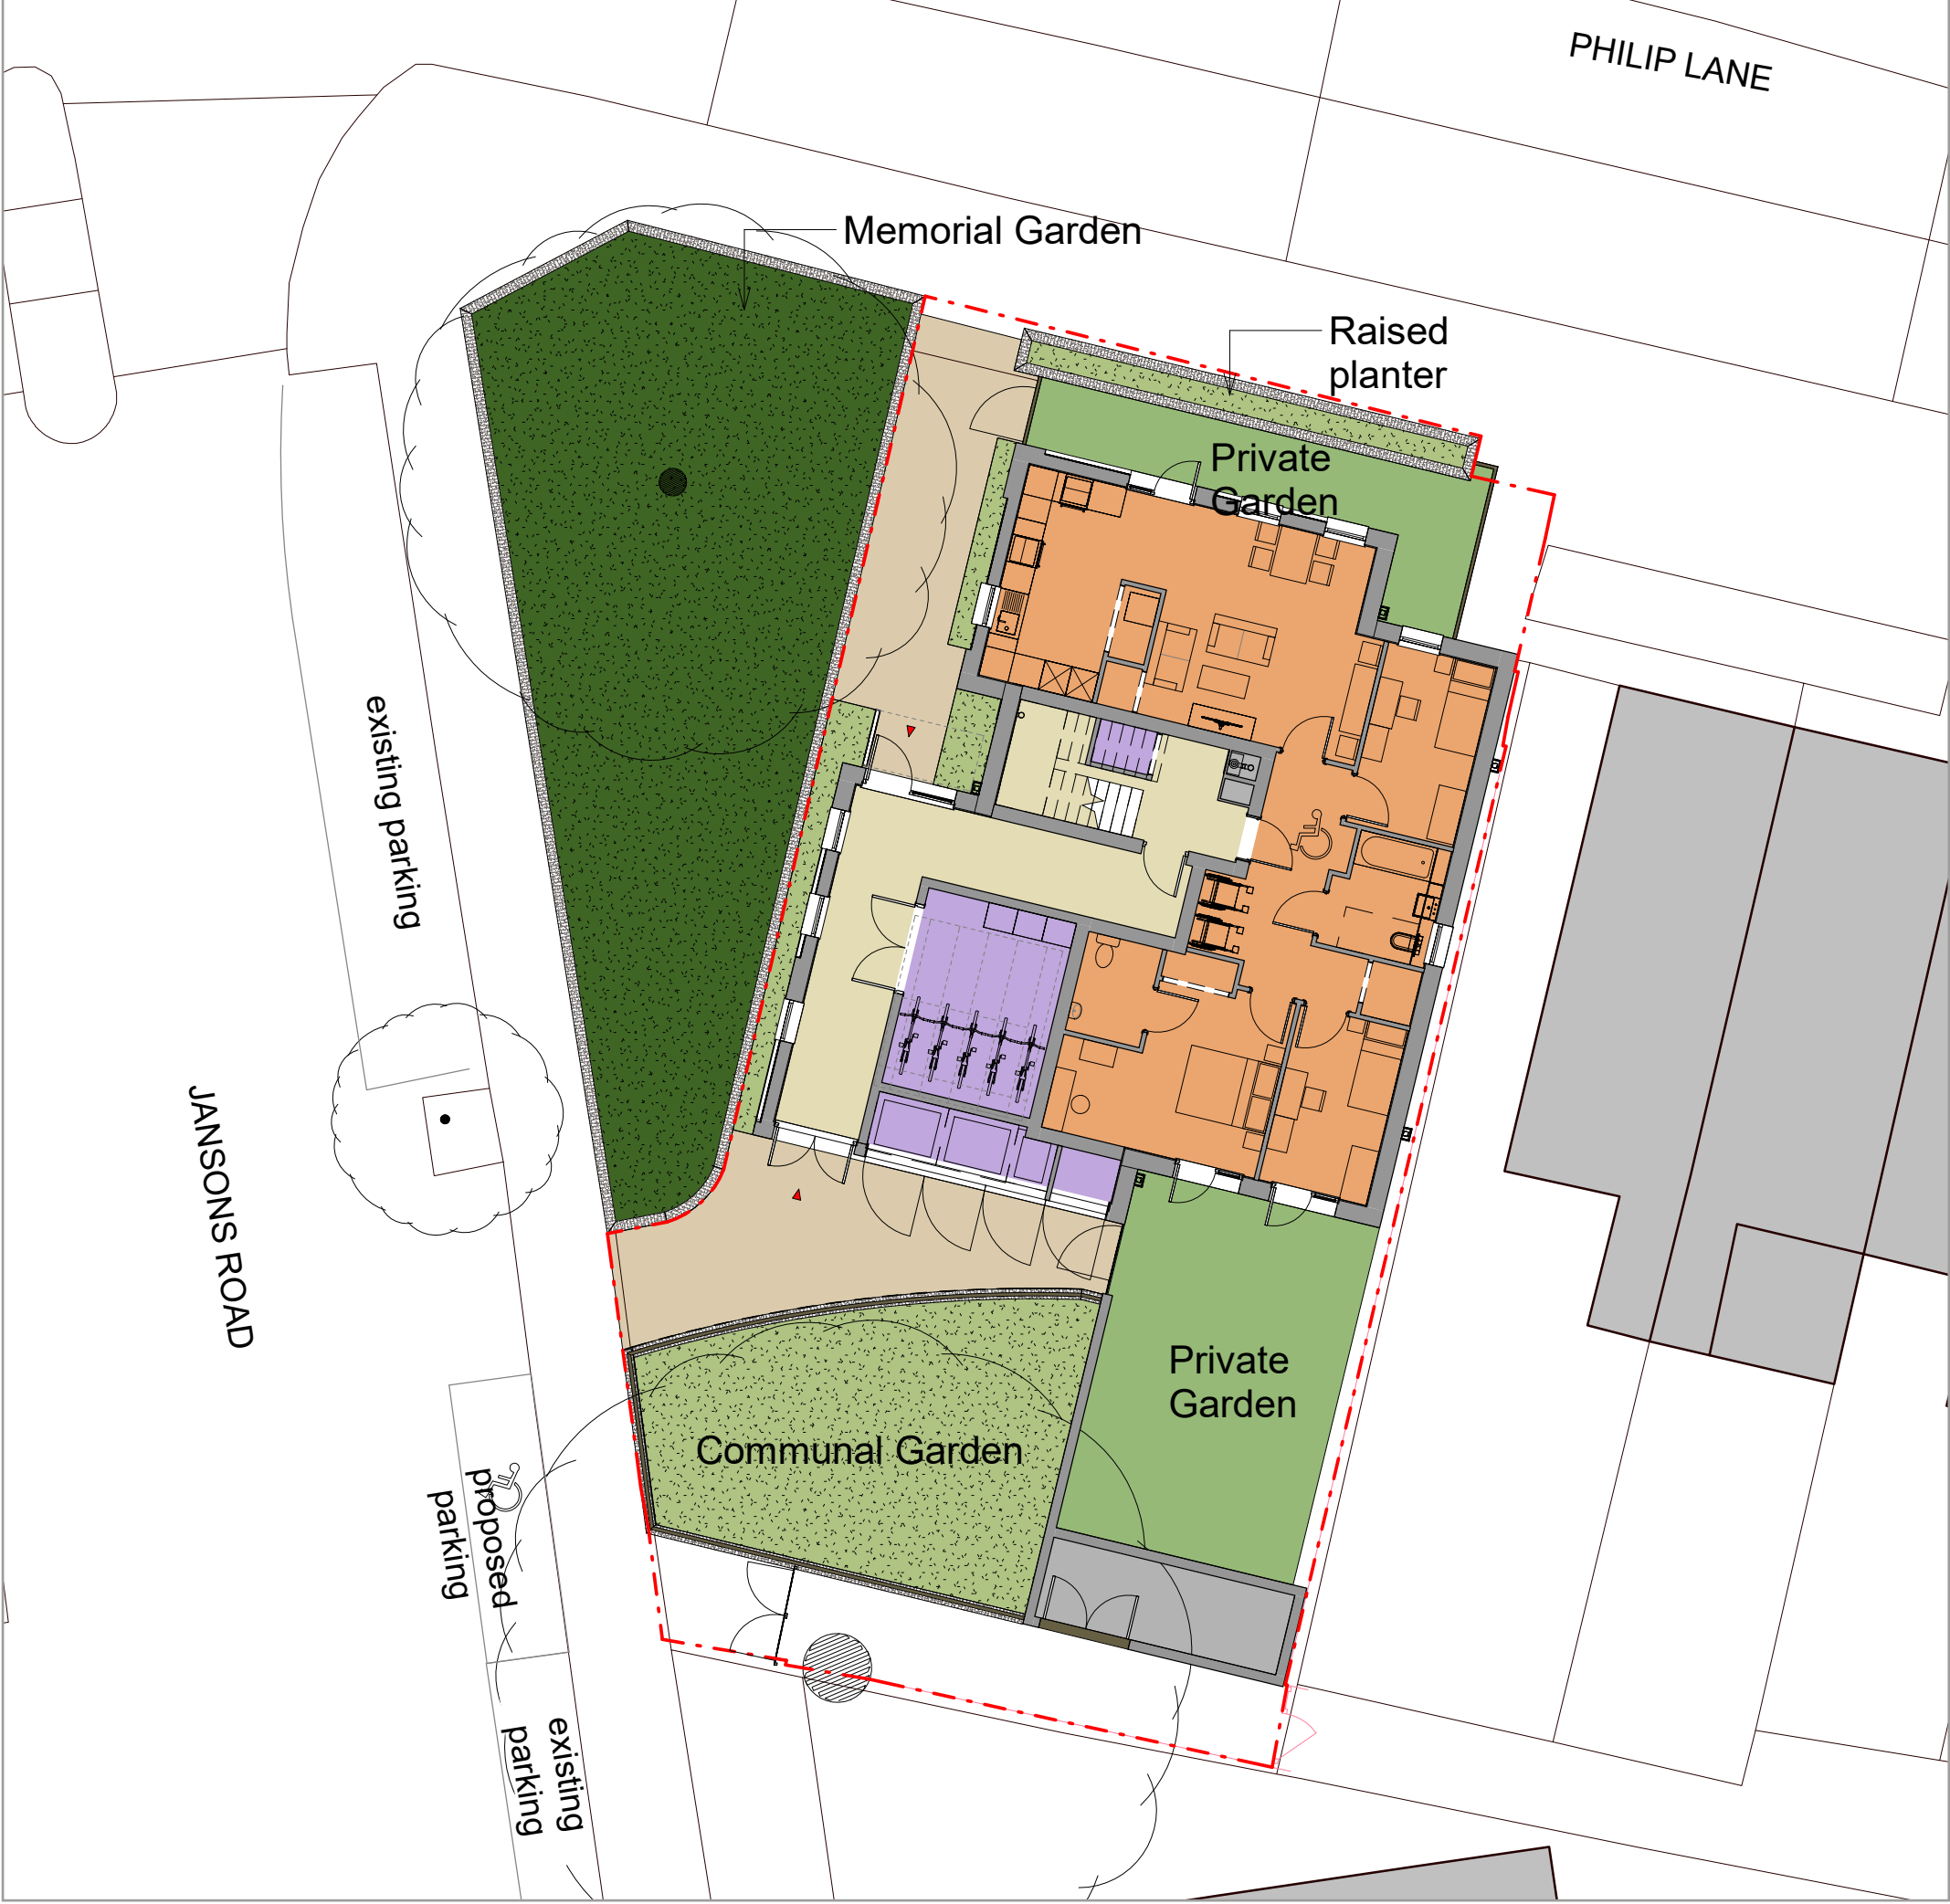 PHILIP LANE
Memorial Garden
Raised
planter
Private
Garden
existing parking
JANSONS ROAD
Private
Garden
Communal Garden
proposed
parking
existing
parking